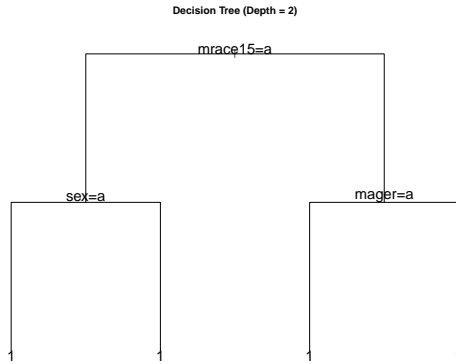 Decision Tree (Depth = 2)
mrace15=a
sex=a
mager=a
1
1
1